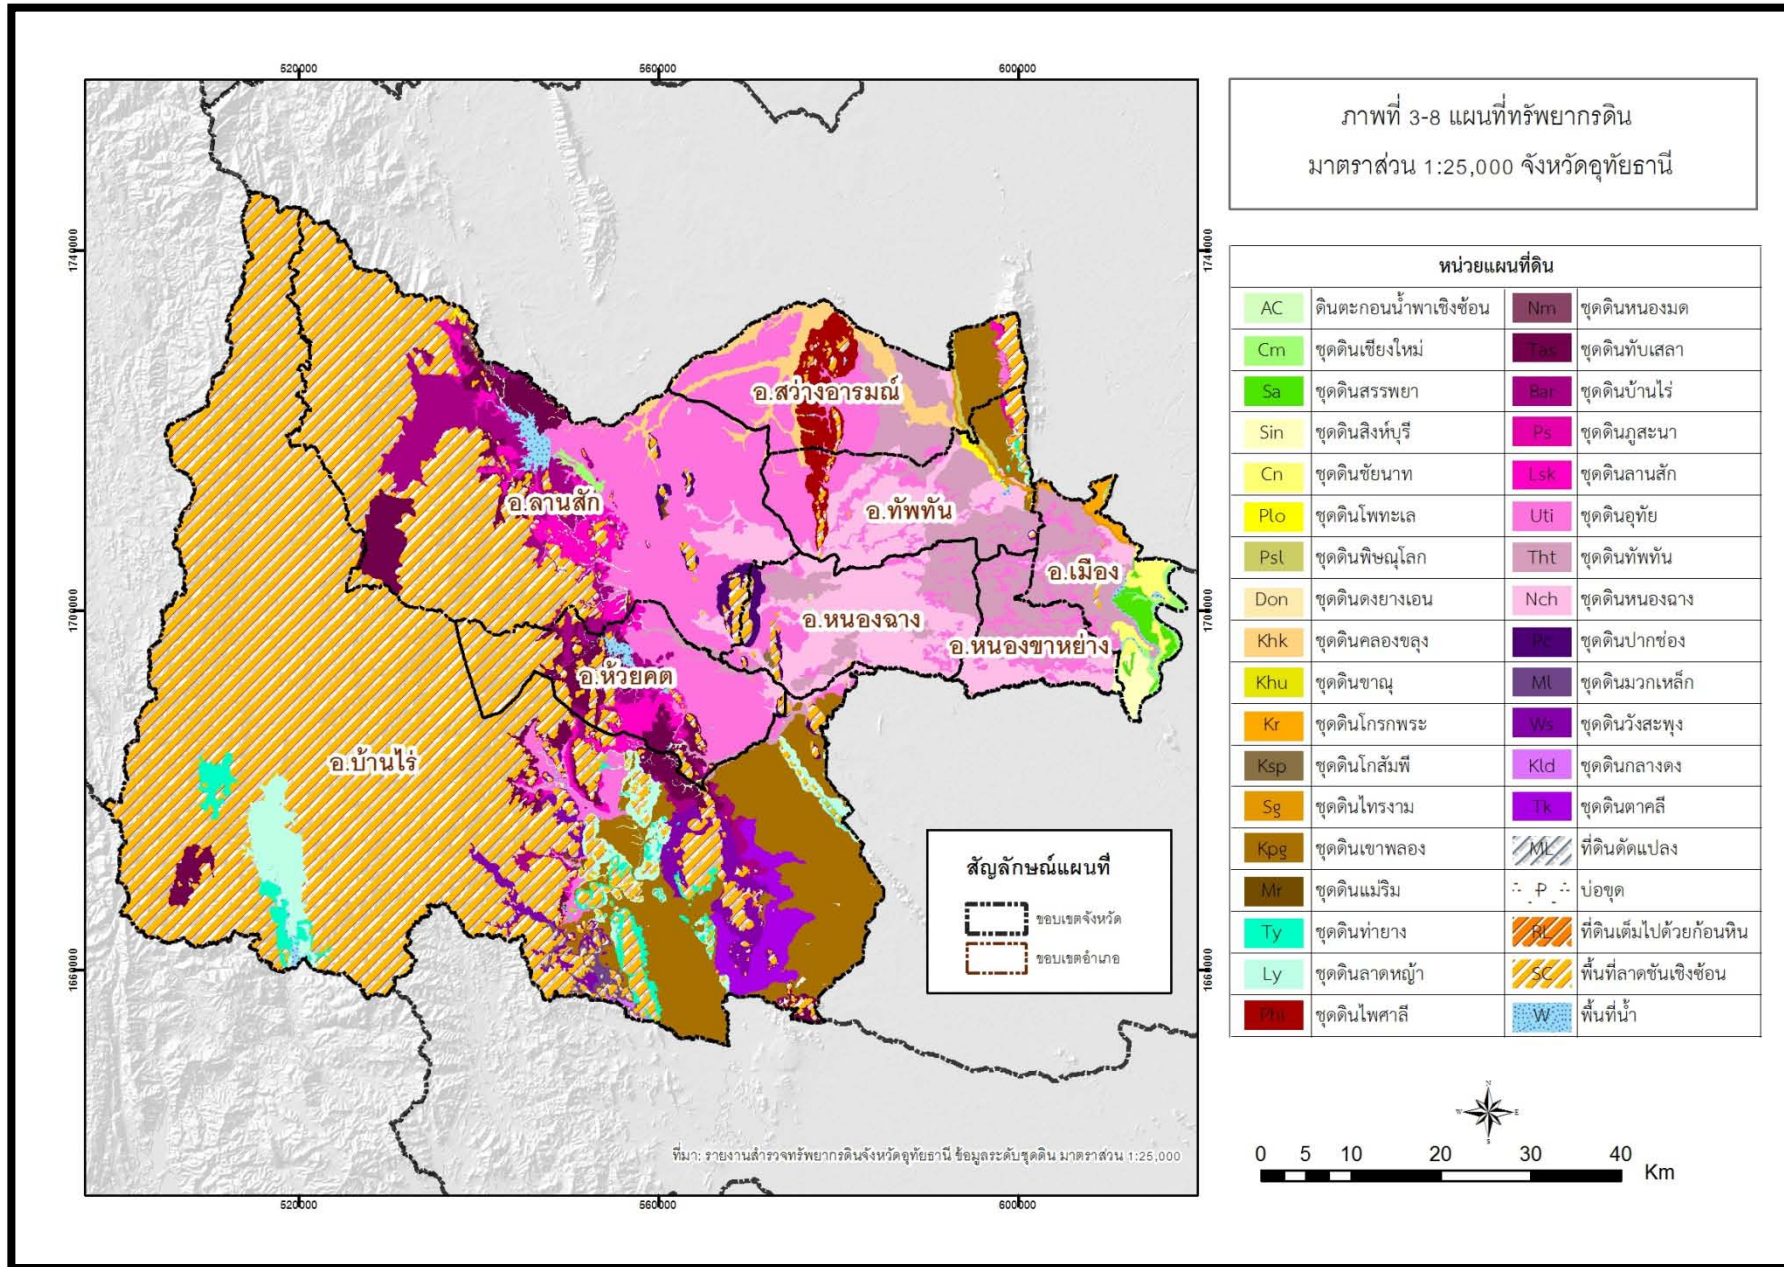 ภาพที่ 3-8 แผนที่ทรัพยากรดิน
มาตราส่วน 1:25,000 จังหวัดอุทัยธานี
520000 560000 600000
1740000 1740000
1700000 1700000
1660000 1660000
520000 560000 600000
อ.สว่างอารมณ์
อ.ลานสัก
อ.ทัพทัน
อ.เมือง
อ.หนองฉาง
อ.หนองขาหย่าง
อ.ห้วยคต
อ.บ้านไร่
สัญลักษณ์แผนที่
ขอบเขตจังหวัด
ขอบเขตอำเภอ
ที่มา: รายงานสำรวจทรัพยากรดินจังหวัดอุทัยธานี ข้อมูลระดับชุดดิน มาตราส่วน 1:25,000
หน่วยแผนที่ดิน
AC ดินตะกอนน้ำพาเชิงซ้อน Nm ชุดดินหนองมด
Cm ชุดดินเชียงใหม่ Tas ชุดดินทับเสลา
Sa ชุดดินสรรพยา Bar ชุดดินบ้านไร่
Sin ชุดดินสิงห์บุรี Ps ชุดดินภูสะนา
Cn ชุดดินชัยนาท Lsk ชุดดินลานสัก
Plo ชุดดินโพทะเล Uti ชุดดินอุทัย
Psl ชุดดินพิษณุโลก Tht ชุดดินทัพทัน
Don ชุดดินดงยางเอน Nch ชุดดินหนองฉาง
Khk ชุดดินคลองขลุง Pc ชุดดินปากช่อง
Khu ชุดดินขาณุ Ml ชุดดินมวกเหล็ก
Kr ชุดดินโกรกพระ Ws ชุดดินวังสะพุง
Ksp ชุดดินโกสัมพี Kld ชุดดินกลางดง
Sg ชุดดินไทรงาม Tk ชุดดินตาคลี
Kpg ชุดดินเขาพลอง ML ที่ดินดัดแปลง
Mr ชุดดินแม่ริม P บ่อขุด
Ty ชุดดินท่ายาง RL ที่ดินเต็มไปด้วยก้อนหิน
Ly ชุดดินลาดหญ้า SC พื้นที่ลาดชันเชิงซ้อน
Phi ชุดดินไพศาลี W พื้นที่น้ำ
N
W E
S
0 5 10 20 30 40
Km